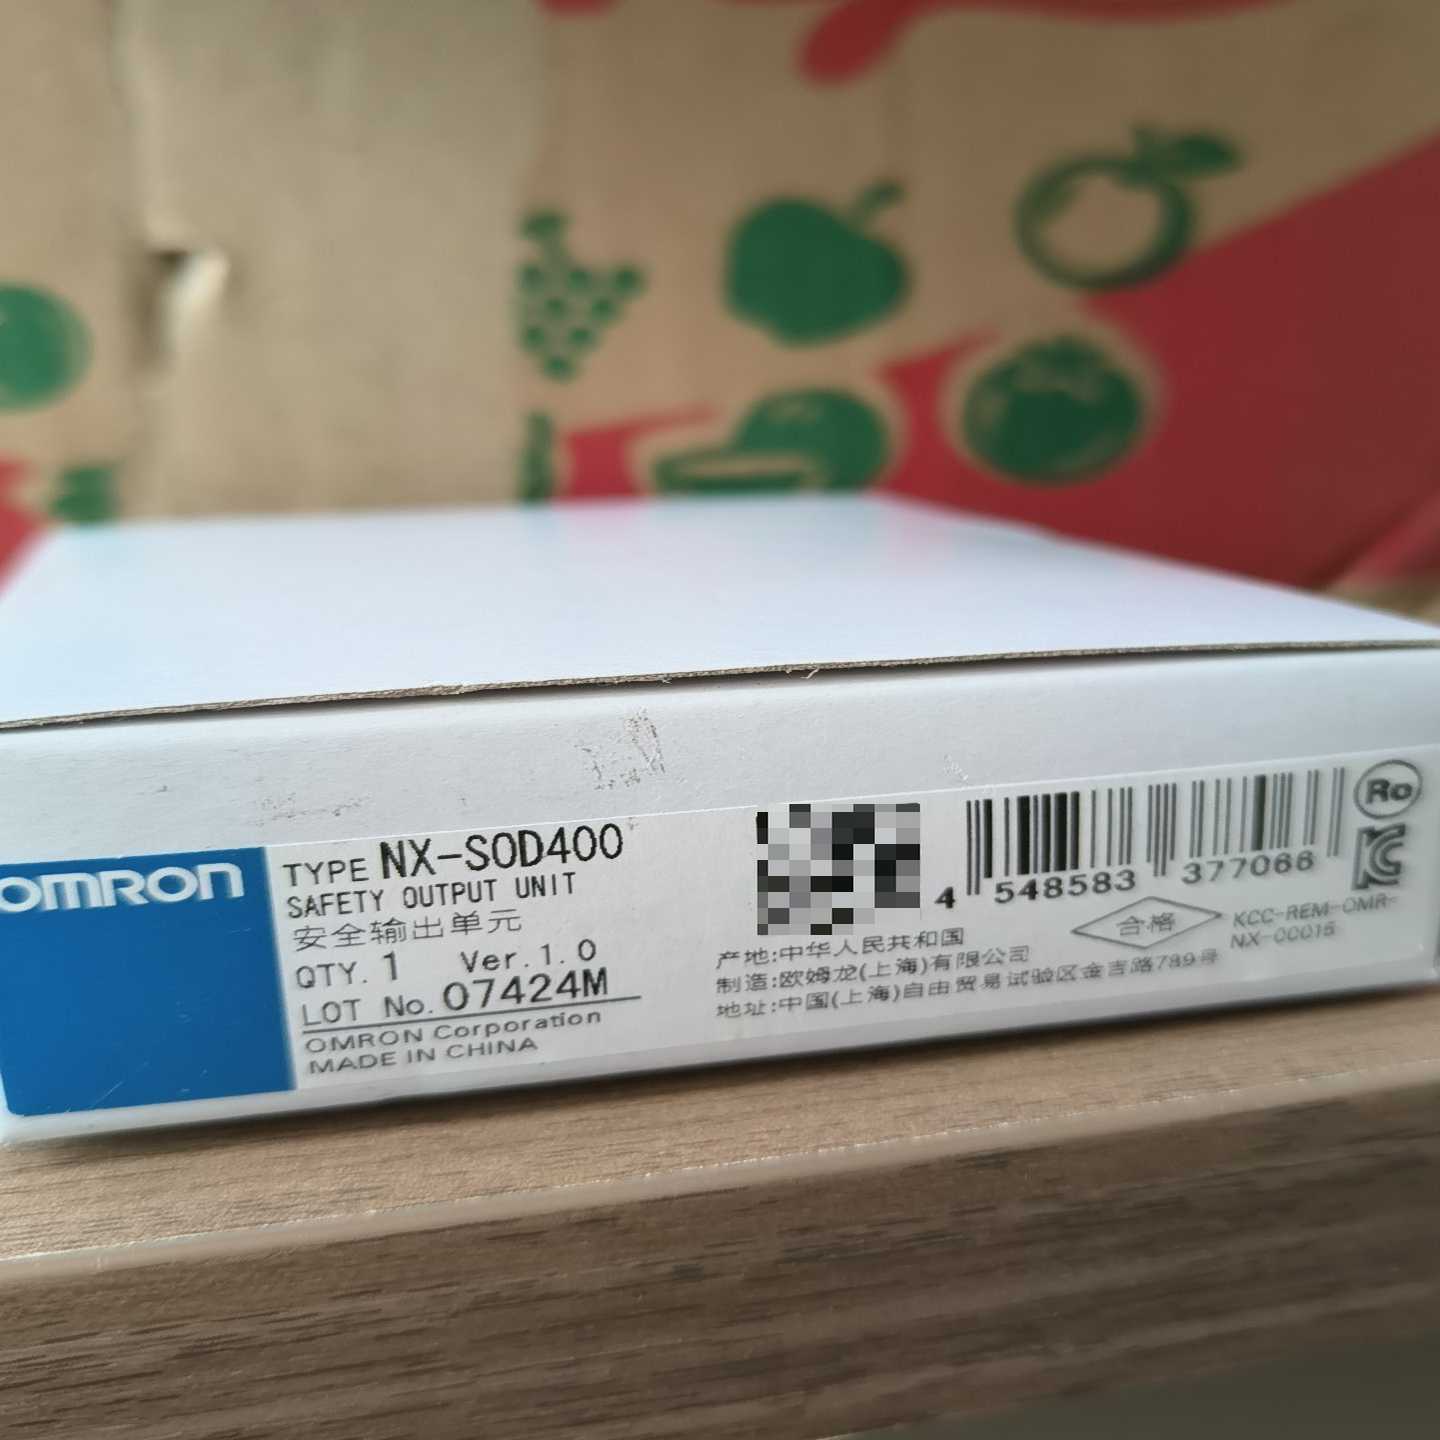 OMRON
TYPE NX-SOD400
SAFETY OUTPUT UNIT
安全输出单元
QTY. 1 Ver.1.0
LOT No. 07424M
OMRON Corporation
MADE IN CHINA
4 548583 377066
Ro
合格
KCC-REM-OMR-
NX-00015
产地:中华人民共和国
制造:欧姆龙(上海)有限公司
地址:中国(上海)自由贸易试验区金吉路789号